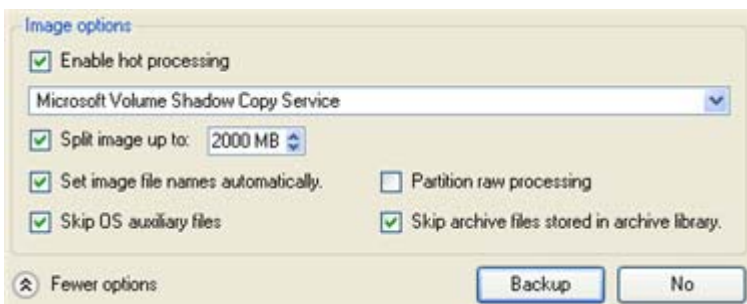 Image options
Enable hot processing
Microsoft Volume Shadow Copy Service
Split image up to: 2000 MB
Set image file names automatically. Partition raw processing
Skip OS auxiliary files Skip archive files stored in archive library.
Fewer options Backup No